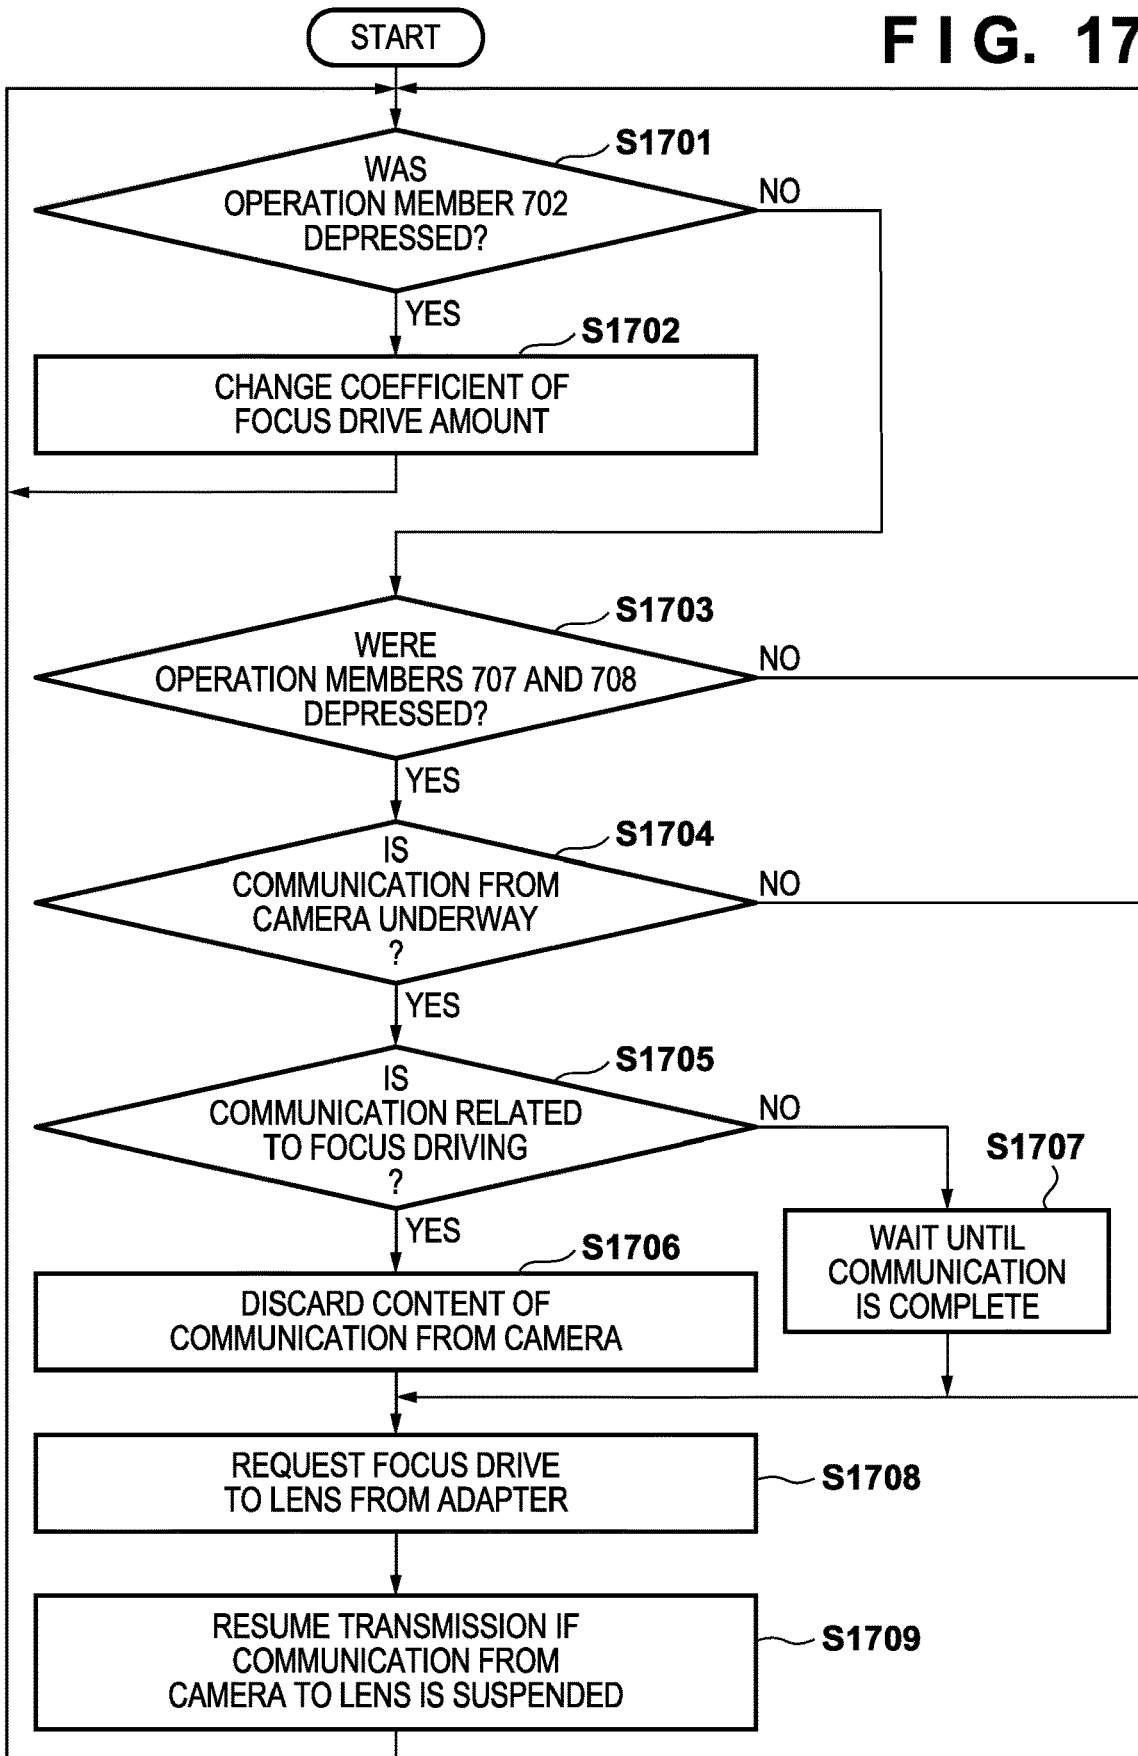 START
F I G. 17
S1701
WAS
OPERATION MEMBER 702
DEPRESSED?
NO
YES
S1702
CHANGE COEFFICIENT OF
FOCUS DRIVE AMOUNT
S1703
WERE
OPERATION MEMBERS 707 AND 708
DEPRESSED?
NO
YES
S1704
IS
COMMUNICATION FROM
CAMERA UNDERWAY
?
NO
YES
S1705
IS
COMMUNICATION RELATED
TO FOCUS DRIVING
?
NO
YES
S1707
WAIT UNTIL
COMMUNICATION
IS COMPLETE
S1706
DISCARD CONTENT OF
COMMUNICATION FROM CAMERA
REQUEST FOCUS DRIVE
TO LENS FROM ADAPTER
S1708
RESUME TRANSMISSION IF
COMMUNICATION FROM
CAMERA TO LENS IS SUSPENDED
S1709